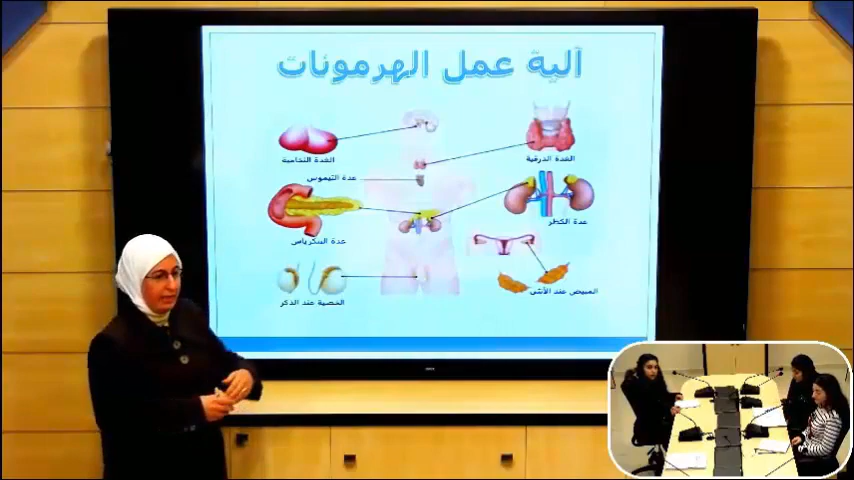 آلية عمل الهرمونات
الغدة النخامية
الغدة الدرقية
غدة التيموس
غدة البنكرياس
غدة الكظر
المبيض عند الأنثى
الخصية عند الذكر